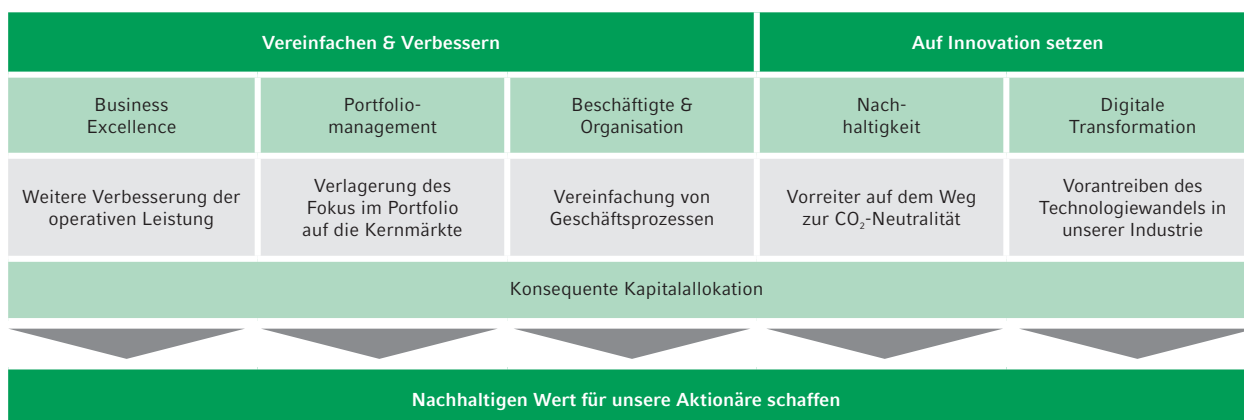 Vereinfachen & Verbessern
Auf Innovation setzen
Business
Excellence
Portfolio-
management
Beschäftigte &
Organisation
Nach-
haltigkeit
Digitale
Transformation
Weitere Verbesserung der
operativen Leistung
Verlagerung des
Fokus im Portfolio
auf die Kernmärkte
Vereinfachung von
Geschäftsprozessen
Vorreiter auf dem Weg
zur CO₂-Neutralität
Vorantreiben des
Technologiewandels in
unserer Industrie
Konsequente Kapitalallokation
Nachhaltigen Wert für unsere Aktionäre schaffen